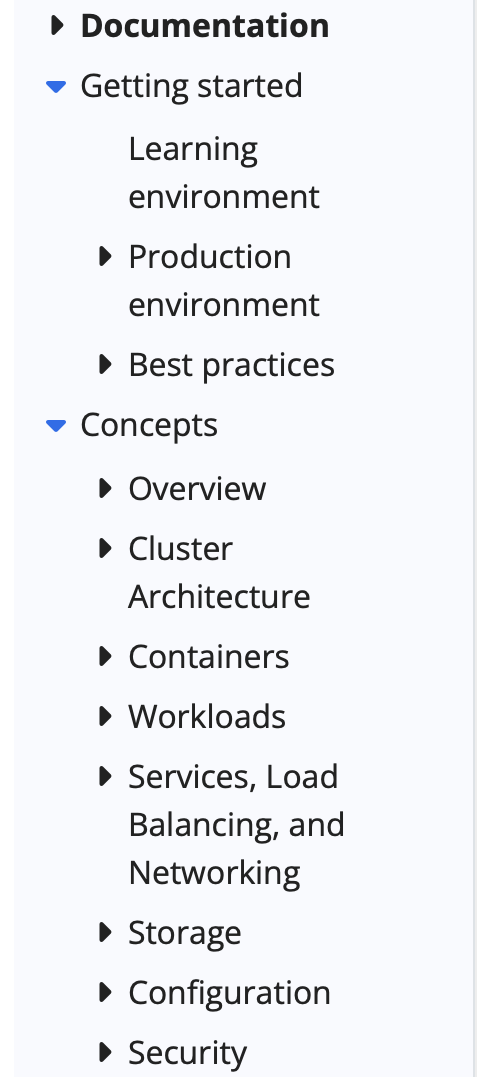 Documentation
Getting started
Learning
environment
Production
environment
Best practices
Concepts
Overview
Cluster
Architecture
Containers
Workloads
Services, Load
Balancing, and
Networking
Storage
Configuration
Security